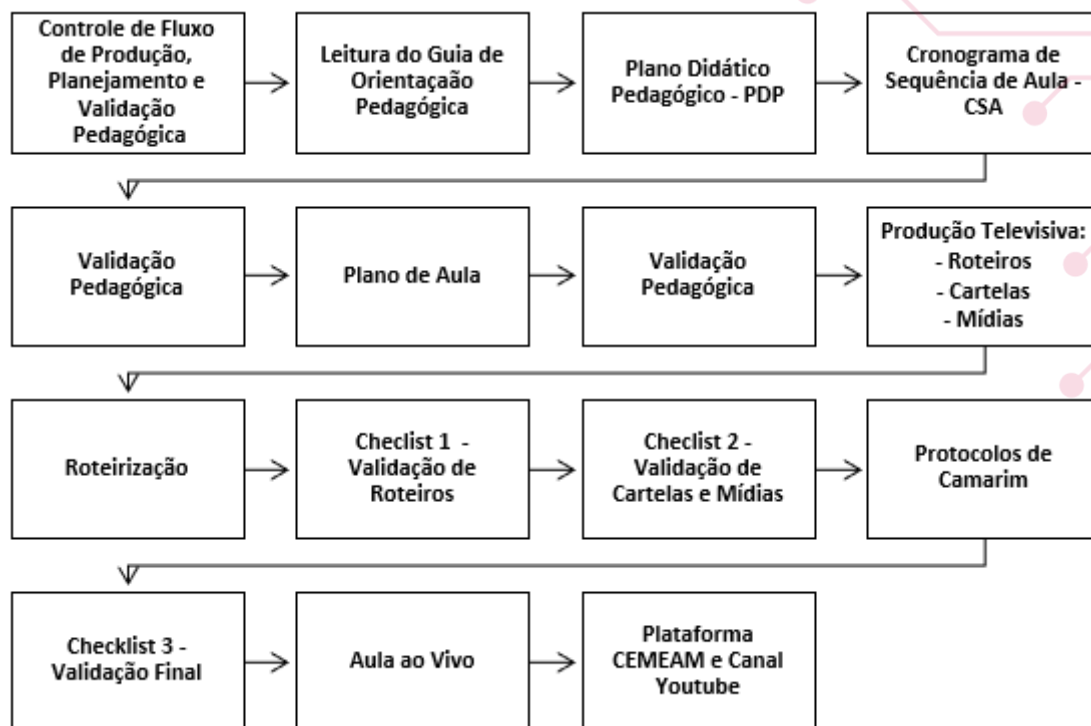 Controle de Fluxo
de Produção,
Planejamento e
Validação
Pedagógica
Leitura do Guia de
Orientaçaão
Pedagógica
Plano Didático
Pedagógico - PDP
Cronograma de
Sequência de Aula -
CSA
Validação
Pedagógica
Plano de Aula
Validação
Pedagógica
Produção Televisiva:
- Roteiros
- Cartelas
- Mídias
Roteirização
Checlist 1 -
Validação de
Roteiros
Checlist 2 -
Validação de
Cartelas e Mídias
Protocolos de
Camarim
Checklist 3 -
Validação Final
Aula ao Vivo
Plataforma
CEMEAM e Canal
Youtube